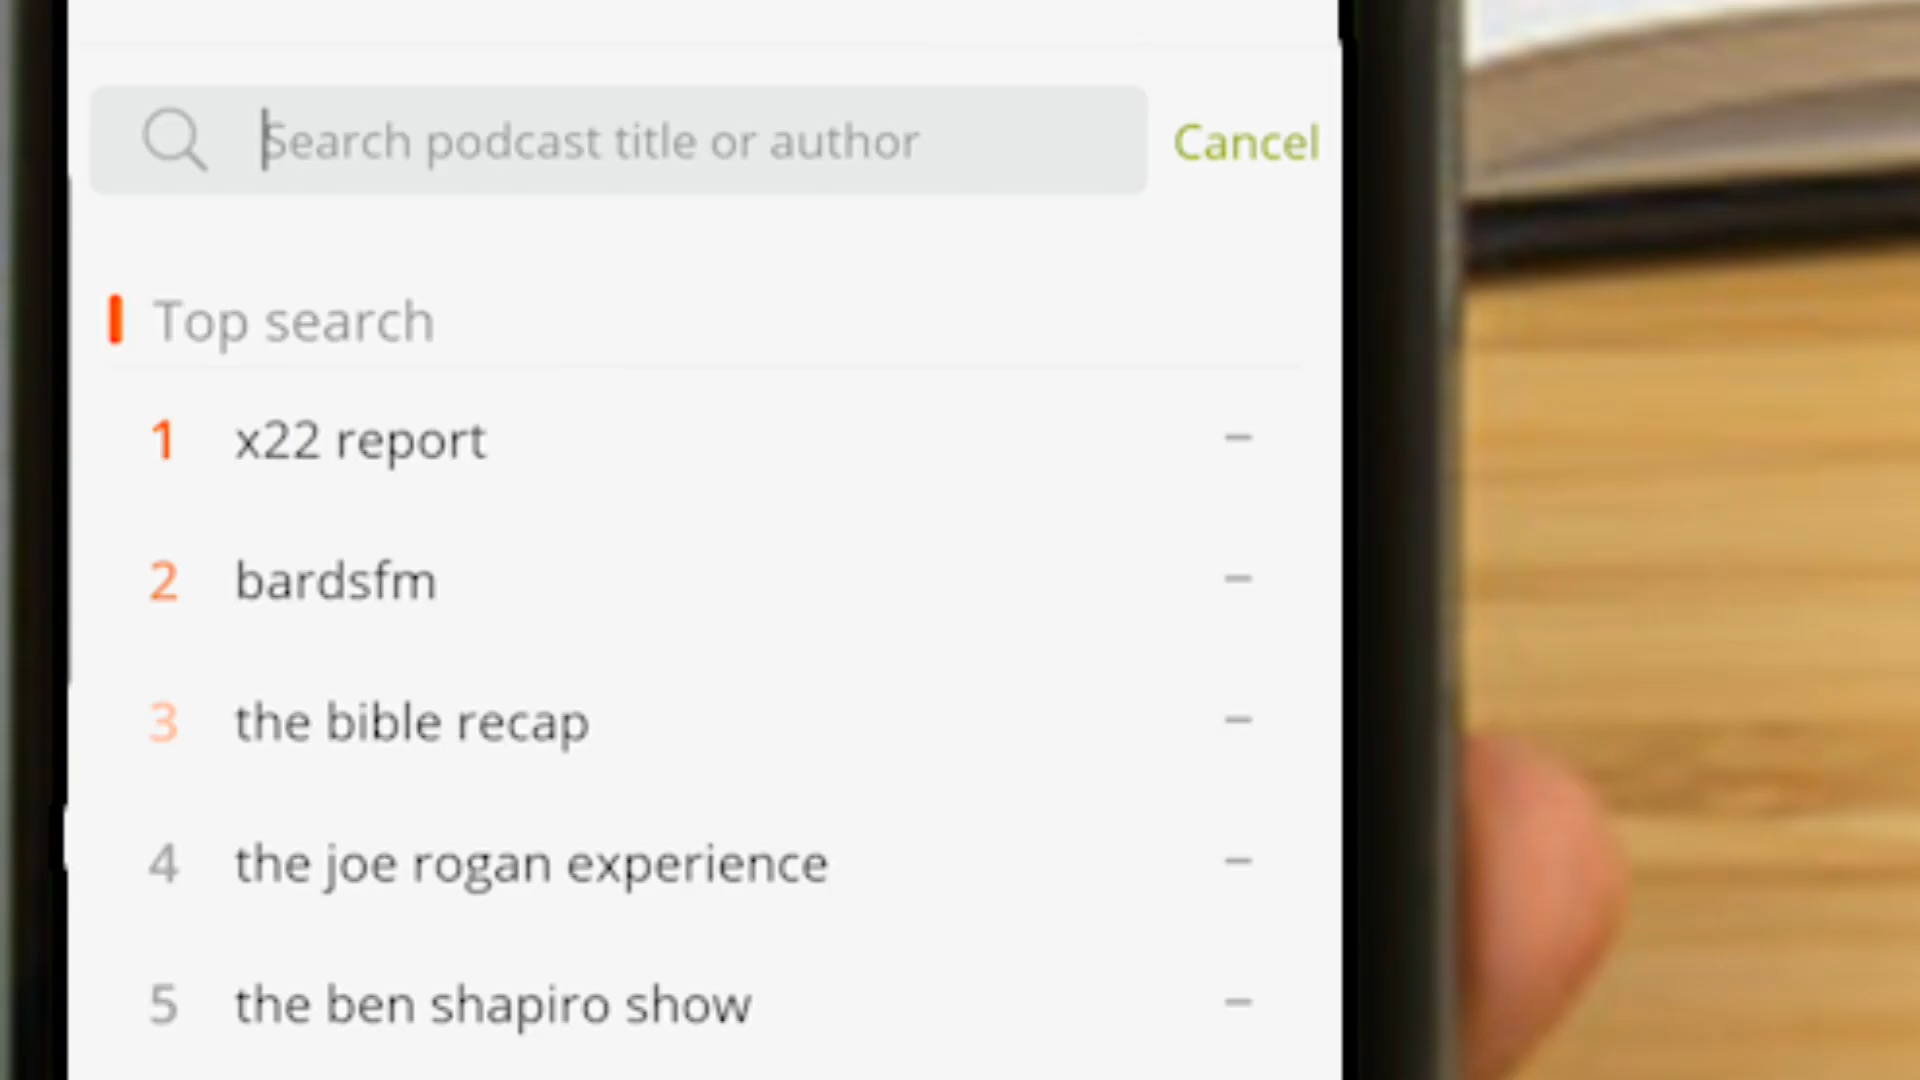 Search podcast title or author
Cancel
Top search
1 x22 report –
2 bardsfm –
3 the bible recap –
4 the joe rogan experience –
5 the ben shapiro show –